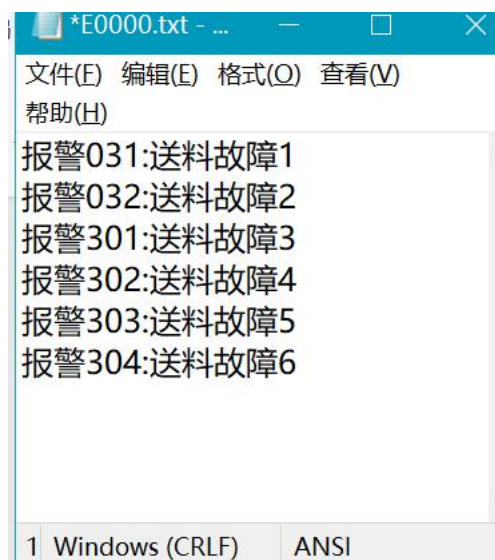 *E0000.txt - ...
文件(F) 编辑(E) 格式(O) 查看(V)
帮助(H)
报警031:送料故障1
报警032:送料故障2
报警301:送料故障3
报警302:送料故障4
报警303:送料故障5
报警304:送料故障6
1 Windows (CRLF) ANSI